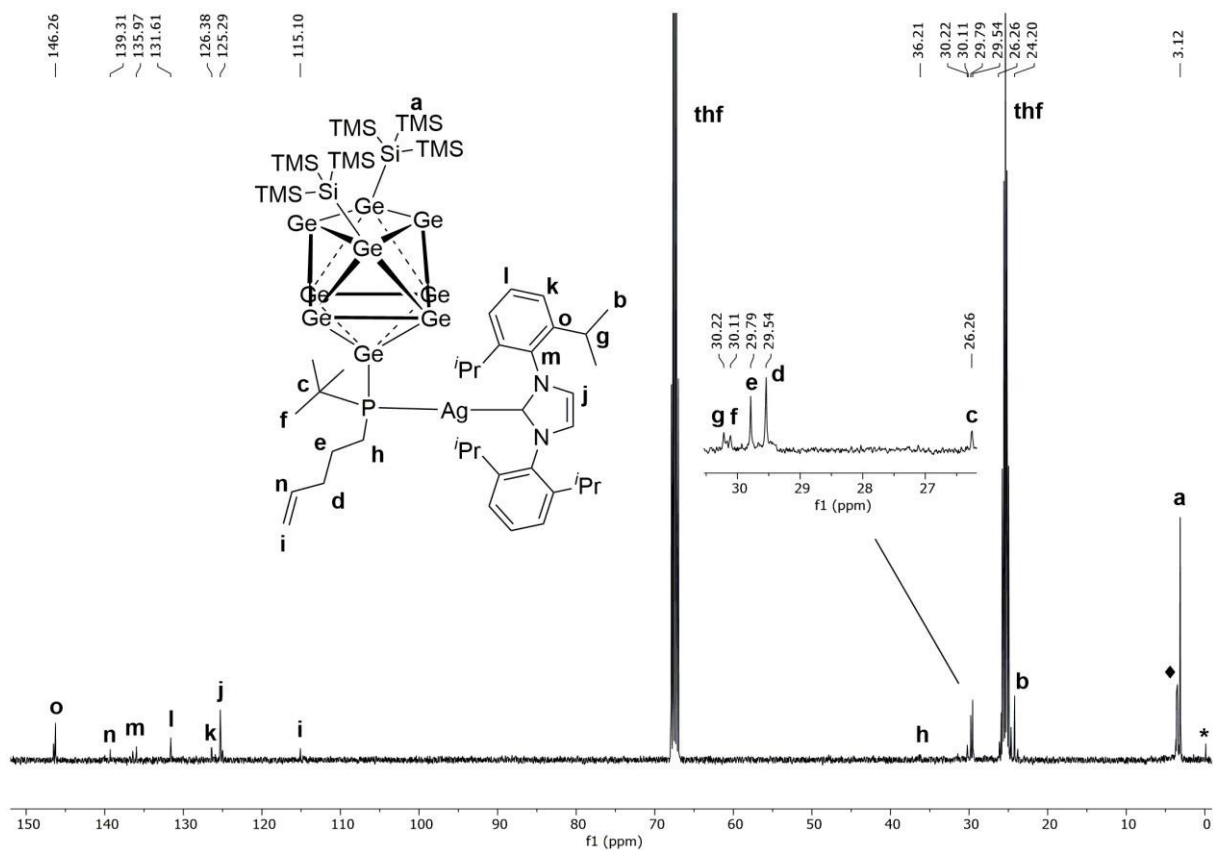 146.26
139.31
135.97
131.61
126.38
125.29
115.10
36.21
30.22
30.11
29.79
29.54
26.26
24.20
3.12
thf
thf
a
TMS TMS
TMS TMS Si TMS
TMS Si
Ge
Ge Ge
Ge
Ge Ge
Ge Ge
Ge
l k b
o
g
m
iPr
N
j
c
P Ag
f
N
e h
iPr
iPr
n
d
i
30.22
30.11
29.79
29.54
26.26
g f e d c
30 29 28 27
f1 (ppm)
a
♦
b
*
h
o n m l k j i
150 140 130 120 110 100 90 80 70 60 50 40 30 20 10 0
f1 (ppm)